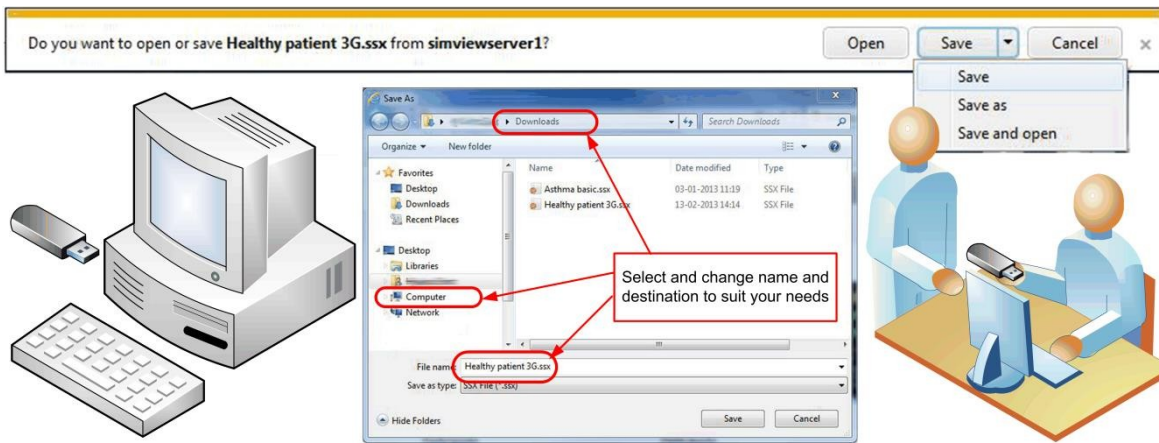 Do you want to open or save Healthy patient 3G.ssx from simviewserver1?
Open
Save
Cancel
Save
Save as
Save and open
Save As
Downloads
Search Downloads
Organize
New folder
Favorites
Desktop
Downloads
Recent Places
Desktop
Libraries
Computer
Network
Name Date modified Type
Asthma basic.ssx 03-01-2013 11:19 SSX File
Healthy patient 3G.ssx 13-02-2013 14:14 SSX File
Select and change name and
destination to suit your needs
File name: Healthy patient 3G.ssx
Save as type: SSX File (*.ssx)
Hide Folders
Save
Cancel